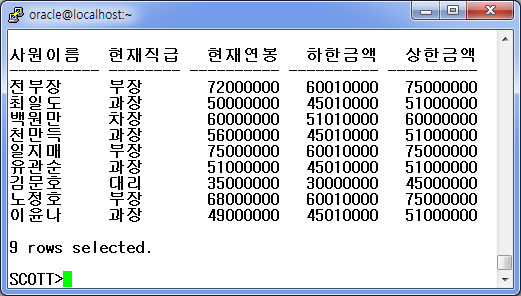 oracle@localhost:~
사원이름 현재직급 현재연봉 하한금액 상한금액
---------- ---------- ---------- ---------- ----------
전부장 부장 72000000 60010000 75000000
최일도 과장 50000000 45010000 51000000
백원만 차장 60000000 51010000 60000000
천만득 과장 56000000 45010000 51000000
일지매 부장 75000000 60010000 75000000
유관순 과장 51000000 45010000 51000000
김문호 대리 35000000 30000000 45000000
노정호 부장 68000000 60010000 75000000
이윤나 과장 49000000 45010000 51000000
9 rows selected.
SCOTT>